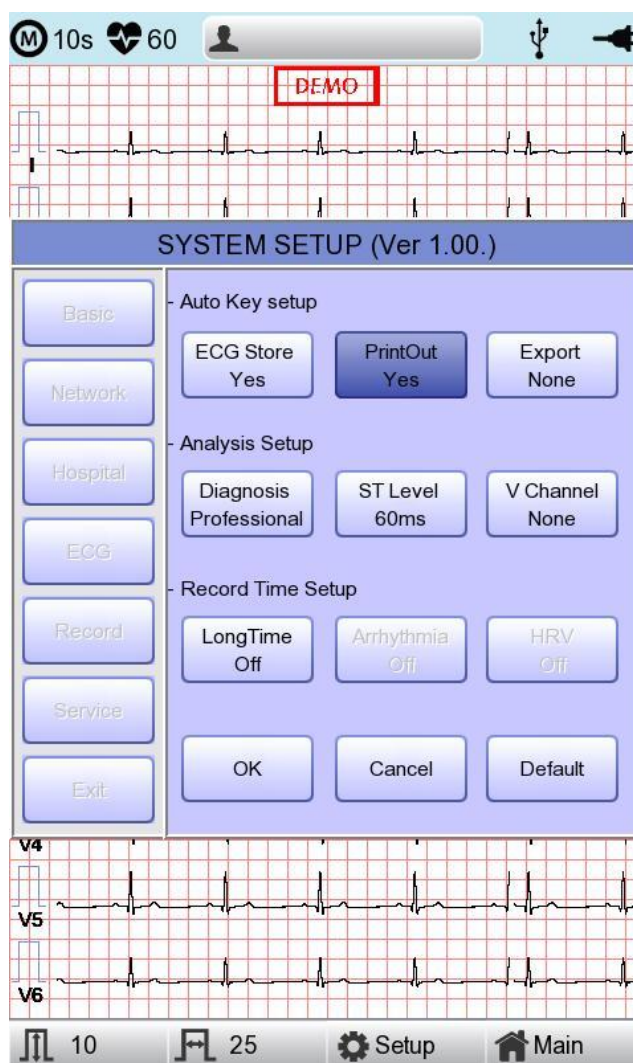 M 10s 60
DEMO
I
SYSTEM SETUP (Ver 1.00.)
Basic
Network
Hospital
ECG
Record
Service
Exit
- Auto Key setup
ECG Store
Yes
PrintOut
Yes
Export
None
- Analysis Setup
Diagnosis
Professional
ST Level
60ms
V Channel
None
- Record Time Setup
LongTime
Off
Arrhythmia
Off
HRV
Off
OK
Cancel
Default
V4
V5
V6
10
25
Setup
Main